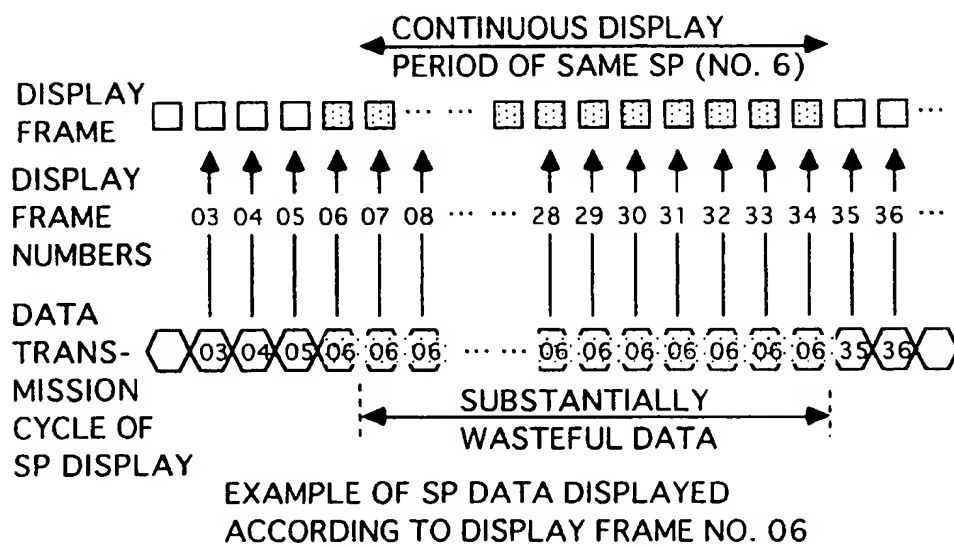 CONTINUOUS DISPLAY
PERIOD OF SAME SP (NO. 6)
DISPLAY
FRAME
... ... ...
DISPLAY
FRAME
NUMBERS
03 04 05 06 07 08 ... ... 28 29 30 31 32 33 34 35 36 ...
DATA
TRANS-
MISSION
CYCLE OF
SP DISPLAY
03 04 05 06 06 06 ... ... 06 06 06 06 06 06 06 35 36
SUBSTANTIALLY
WASTEFUL DATA
EXAMPLE OF SP DATA DISPLAYED
ACCORDING TO DISPLAY FRAME NO. 06